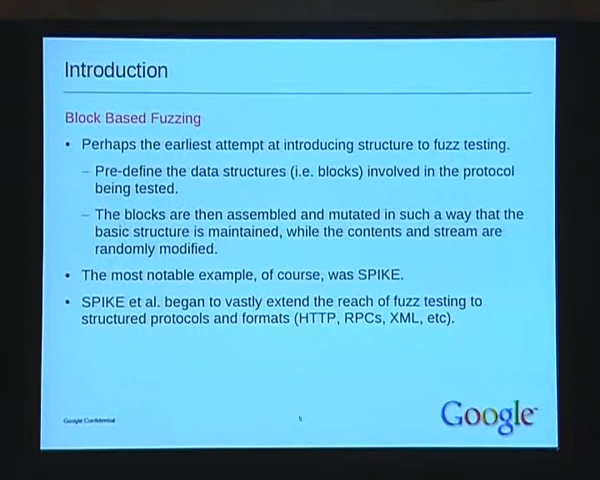 Introduction
Block Based Fuzzing
• Perhaps the earliest attempt at introducing structure to fuzz testing.
– Pre-define the data structures (i.e. blocks) involved in the protocol
being tested.
– The blocks are then assembled and mutated in such a way that the
basic structure is maintained, while the contents and stream are
randomly modified.
• The most notable example, of course, was SPIKE.
• SPIKE et al. began to vastly extend the reach of fuzz testing to
structured protocols and formats (HTTP, RPCs, XML, etc).
Google Confidential
Google